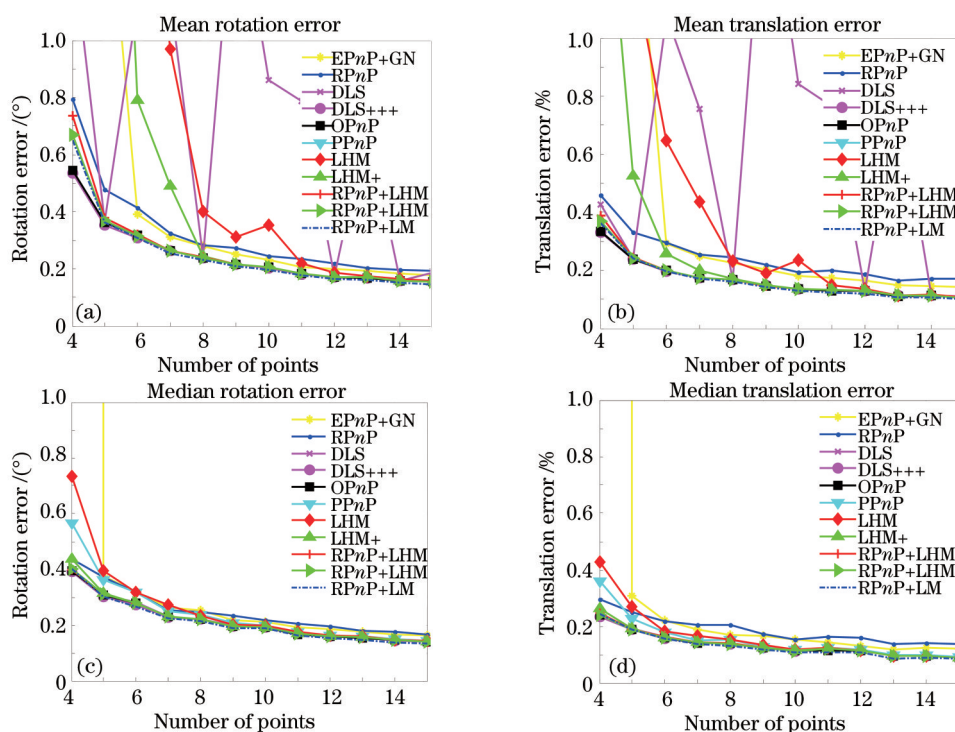 Mean rotation error
1.0
0.8
0.6
0.4
0.2
0
Rotation error /(°)
EPnP+GN
RPnP
DLS
DLS+++
OPnP
PPnP
LHM
LHM+
RPnP+LHM
RPnP+LHM
RPnP+LM
(a)
4 6 8 10 12 14
Number of points
Mean translation error
1.0
0.8
0.6
0.4
0.2
0
Translation error /%
EPnP+GN
RPnP
DLS
DLS+++
OPnP
PPnP
LHM
LHM+
RPnP+LHM
RPnP+LHM
RPnP+LM
(b)
4 6 8 10 12 14
Number of points
Median rotation error
1.0
0.8
0.6
0.4
0.2
0
Rotation error /(°)
EPnP+GN
RPnP
DLS
DLS+++
OPnP
PPnP
LHM
LHM+
RPnP+LHM
RPnP+LHM
RPnP+LM
(c)
4 6 8 10 12 14
Number of points
Median translation error
1.0
0.8
0.6
0.4
0.2
0
Translation error /%
EPnP+GN
RPnP
DLS
DLS+++
OPnP
PPnP
LHM
LHM+
RPnP+LHM
RPnP+LHM
RPnP+LM
(d)
4 6 8 10 12 14
Number of points